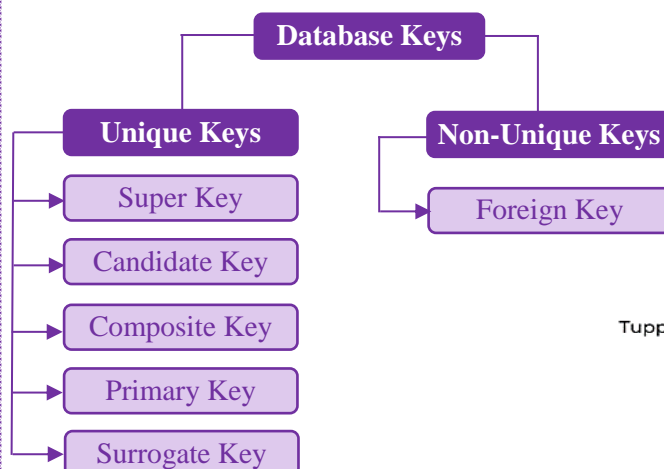 Database Keys
Unique Keys
Non-Unique Keys
Super Key
Foreign Key
Candidate Key
Composite Key
Tupp
Primary Key
Surrogate Key